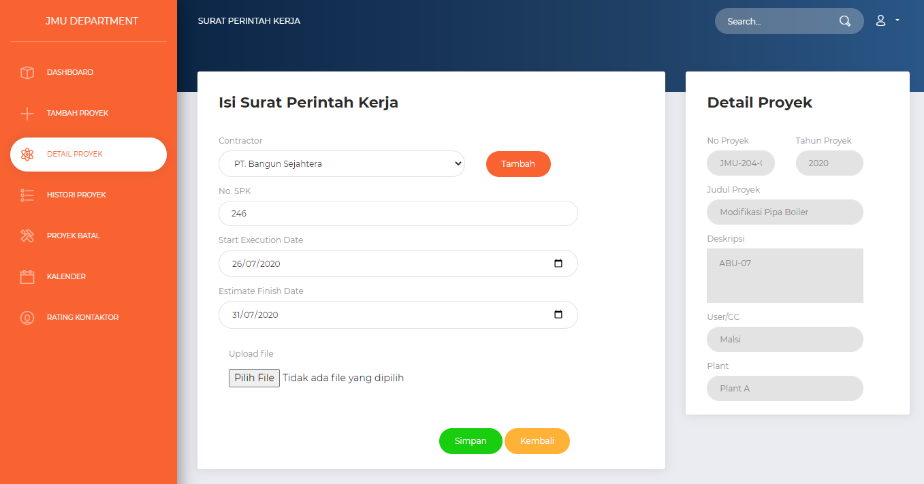 JMU DEPARTMENT
SURAT PERINTAH KERJA
Search...
DASHBOARD
TAMBAH PROYEK
DETAIL PROYEK
HISTORI PROYEK
PROYEK BATAL
KALENDER
RATING KONTAKTOR
Isi Surat Perintah Kerja
Contractor
PT. Bangun Sejahtera
Tambah
No. SPK
246
Start Execution Date
26/07/2020
Estimate Finish Date
31/07/2020
Upload file
Pilih File Tidak ada file yang dipilih
Simpan Kembali
Detail Proyek
No Proyek Tahun Proyek
JMU-204- 2020
Judul Proyek
Modifikasi Pipa Boiler
Deskripsi
ABU-07
User/CC
Malsi
Plant
Plant A